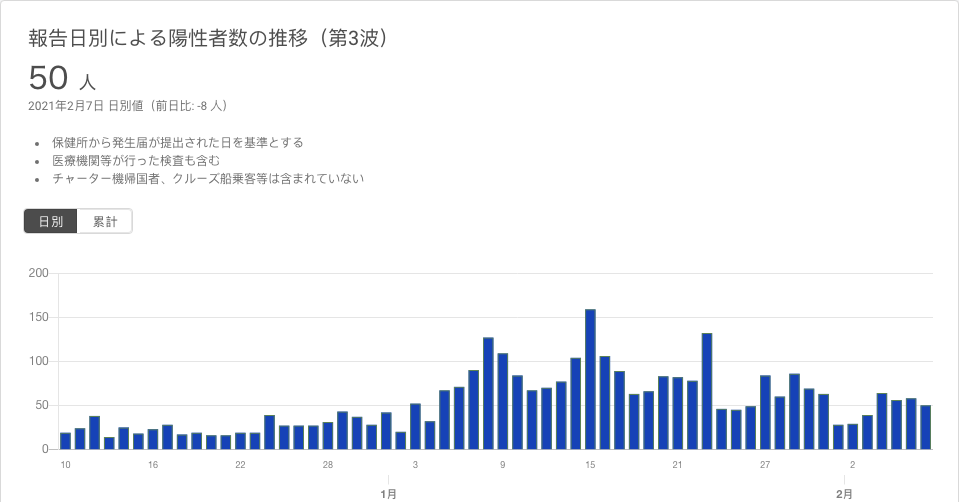 報告日別による陽性者数の推移（第3波）
50 人
2021年2月7日 日別値（前日比: -8 人）
• 保健所から発生届が提出された日を基準とする
• 医療機関等が行った検査も含む
• チャーター機帰国者、クルーズ船乗客等は含まれていない
日別 累計
200
150
100
50
0
10 16 22 28 3 9 15 21 27 2
1月 2月